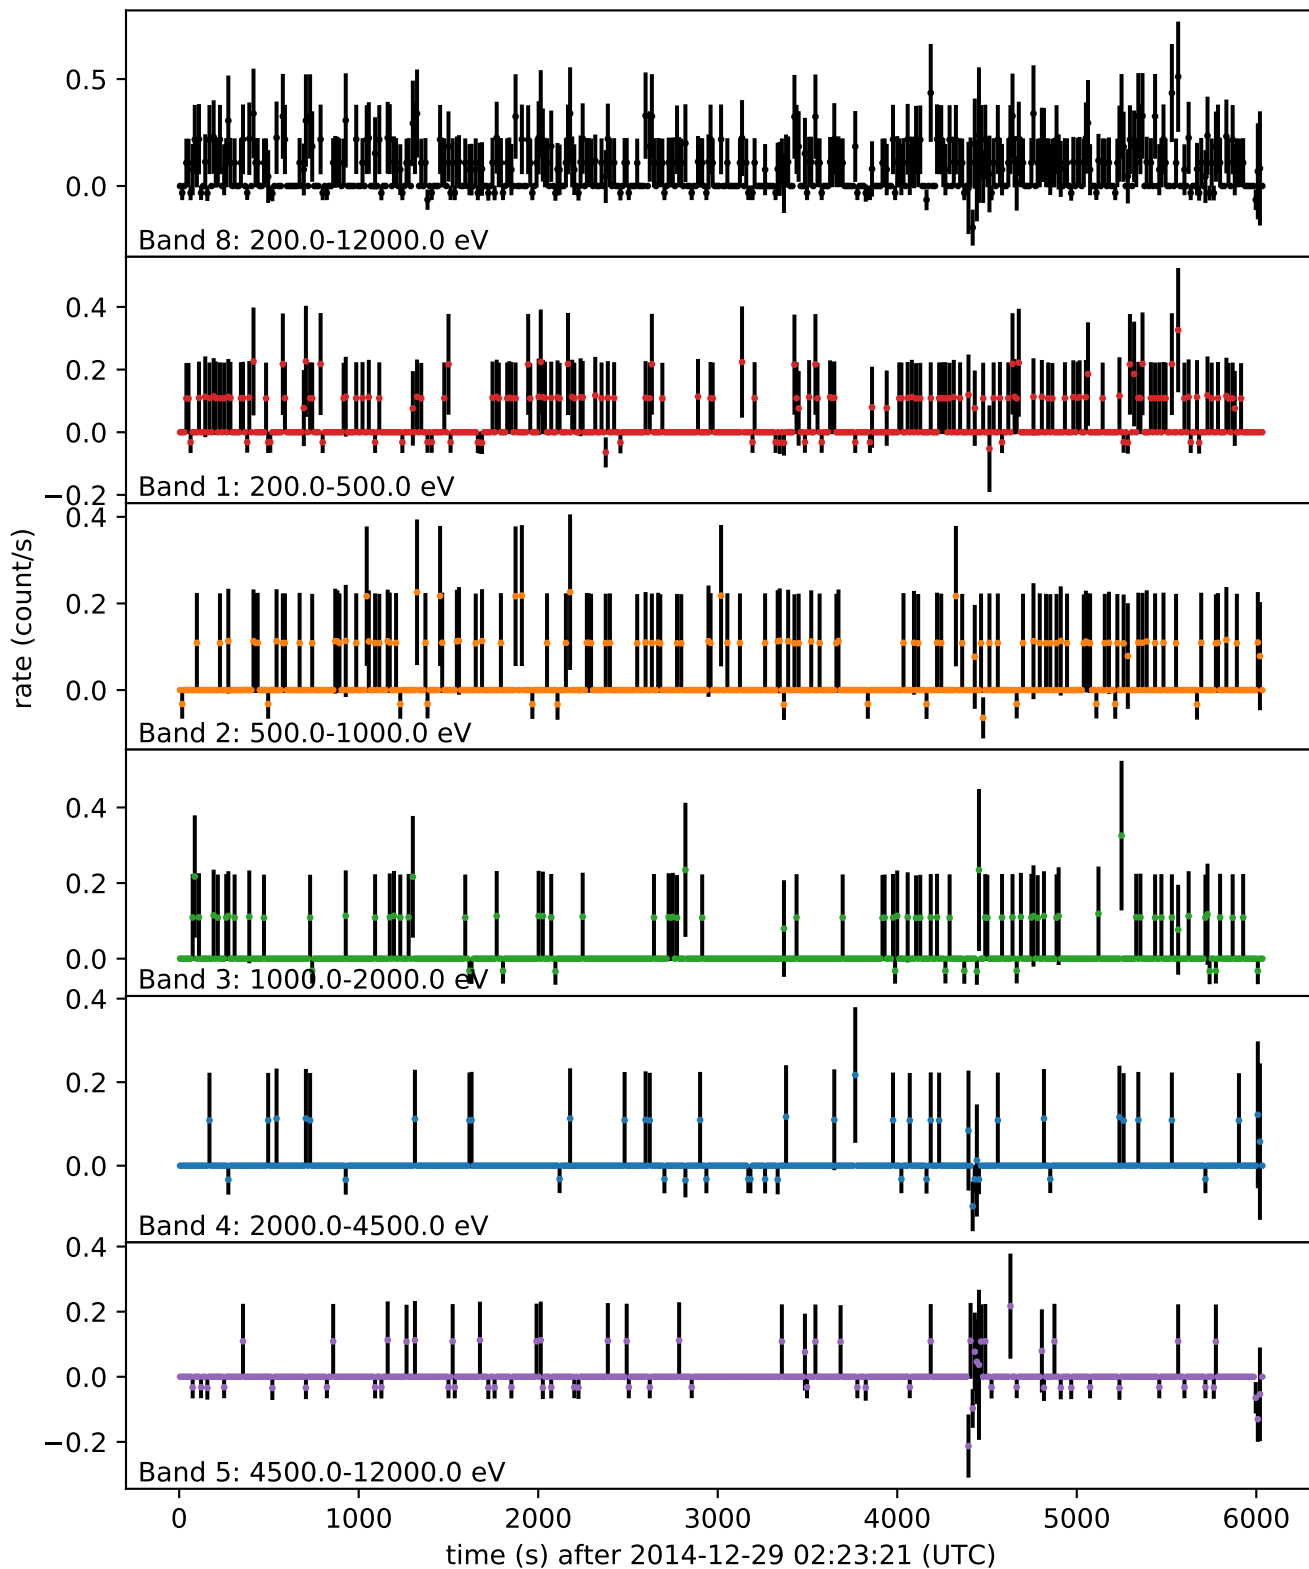 0.5
0.0
Band 8: 200.0-12000.0 eV
0.4
0.2
0.0
−0.2
Band 1: 200.0-500.0 eV
0.4
0.2
0.0
Band 2: 500.0-1000.0 eV
rate (count/s)
0.4
0.2
0.0
Band 3: 1000.0-2000.0 eV
0.4
0.2
0.0
Band 4: 2000.0-4500.0 eV
0.4
0.2
0.0
−0.2
Band 5: 4500.0-12000.0 eV
0 1000 2000 3000 4000 5000 6000
time (s) after 2014-12-29 02:23:21 (UTC)